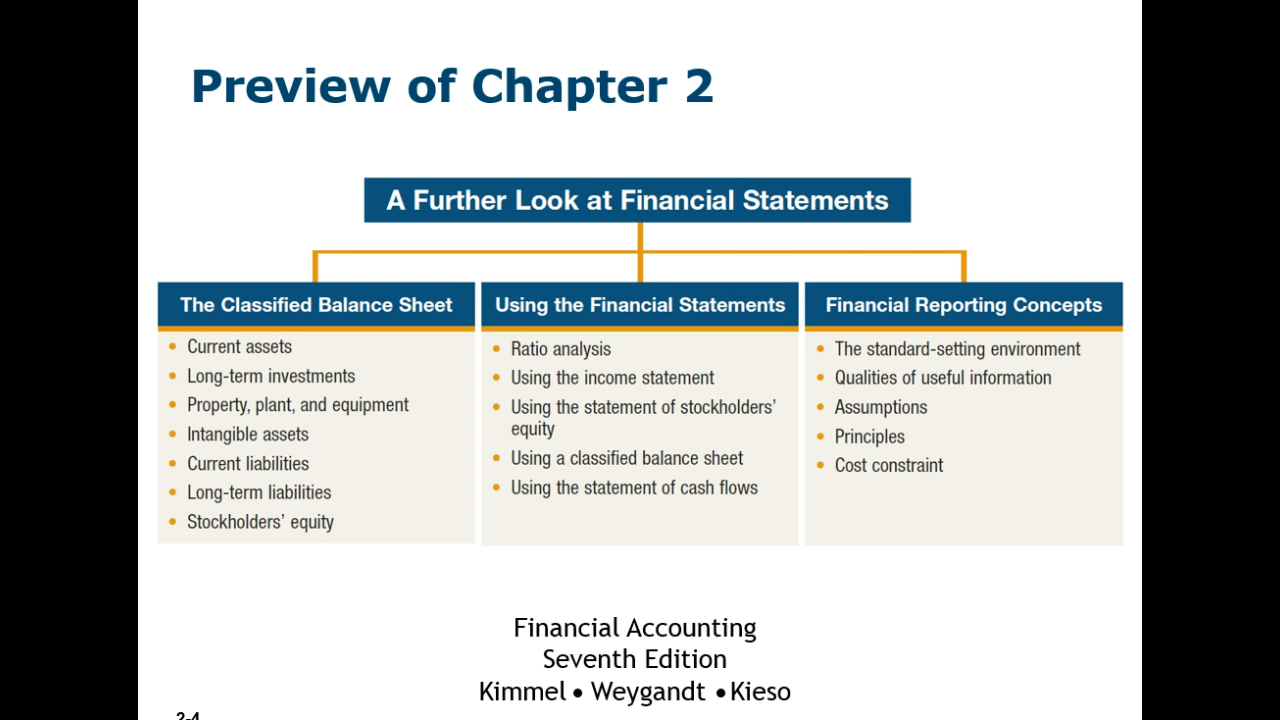 Preview of Chapter 2
A Further Look at Financial Statements
The Classified Balance Sheet
• Current assets
• Long-term investments
• Property, plant, and equipment
• Intangible assets
• Current liabilities
• Long-term liabilities
• Stockholders’ equity
Using the Financial Statements
• Ratio analysis
• Using the income statement
• Using the statement of stockholders’
equity
• Using a classified balance sheet
• Using the statement of cash flows
Financial Reporting Concepts
• The standard-setting environment
• Qualities of useful information
• Assumptions
• Principles
• Cost constraint
Financial Accounting
Seventh Edition
Kimmel • Weygandt • Kieso
2-4